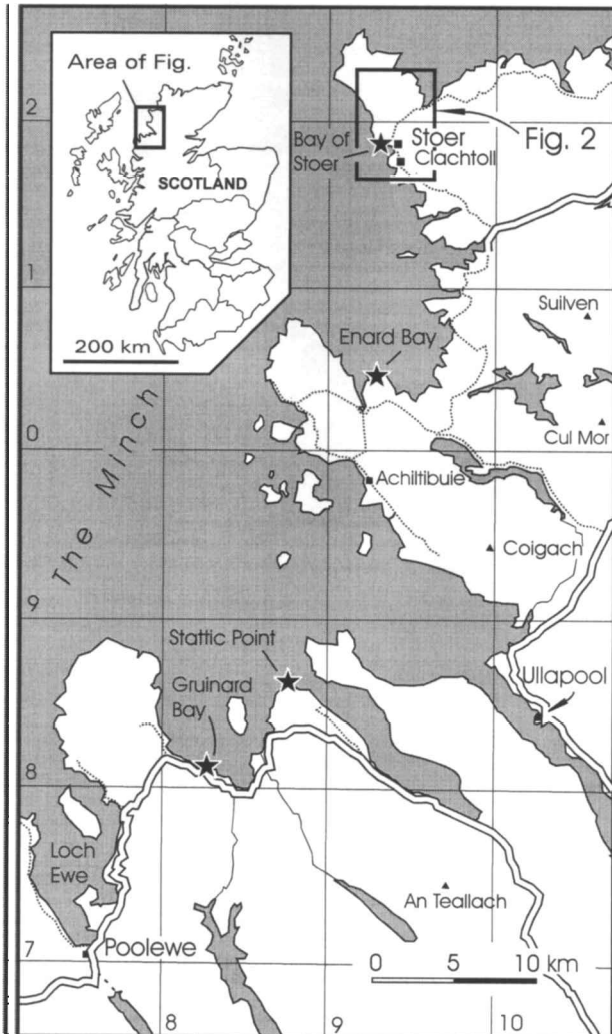 Area of Fig.
SCOTLAND
200 km
2
Bay of
Stoer
Stoer
Clachtoll
Fig. 2
1
Suilven
Enard Bay
The Minch
0
Cul Mor
Achiltibuie
Coigach
9
Stattic Point
Gruinard
Bay
Ullapool
8
Loch
Ewe
An Teallach
7
Poolewe
0 5 10 km
8 9 10